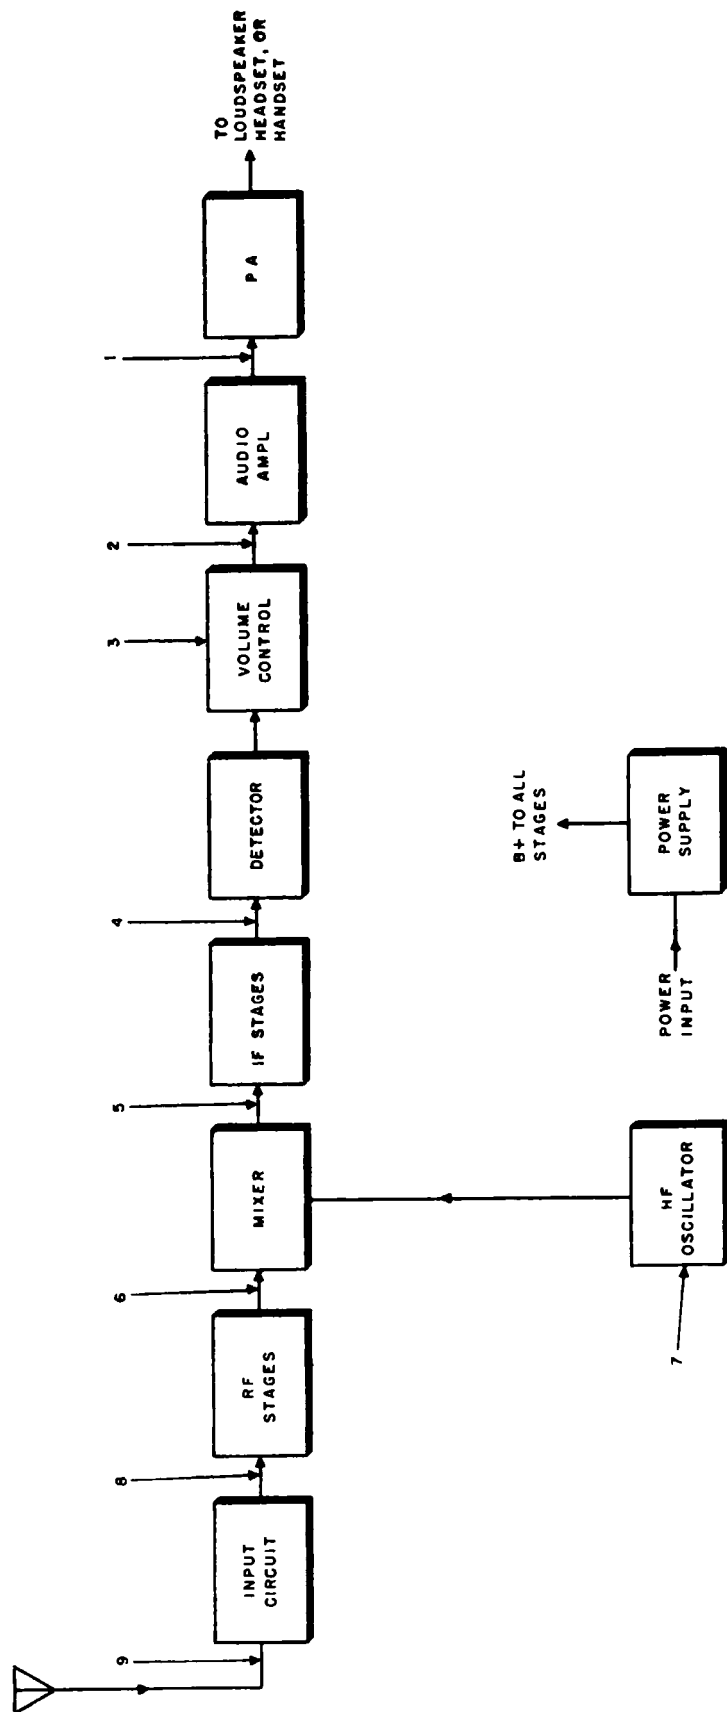 9
INPUT
CIRCUIT
8
RF
STAGES
6
MIXER
5
IF STAGES
4
DETECTOR
3
VOLUME
CONTROL
2
AUDIO
AMPL
1
PA
TO
LOUDSPEAKER
HEADSET, OR
HANDSET
7
HF
OSCILLATOR
POWER
INPUT
POWER
SUPPLY
B+ TO ALL
STAGES